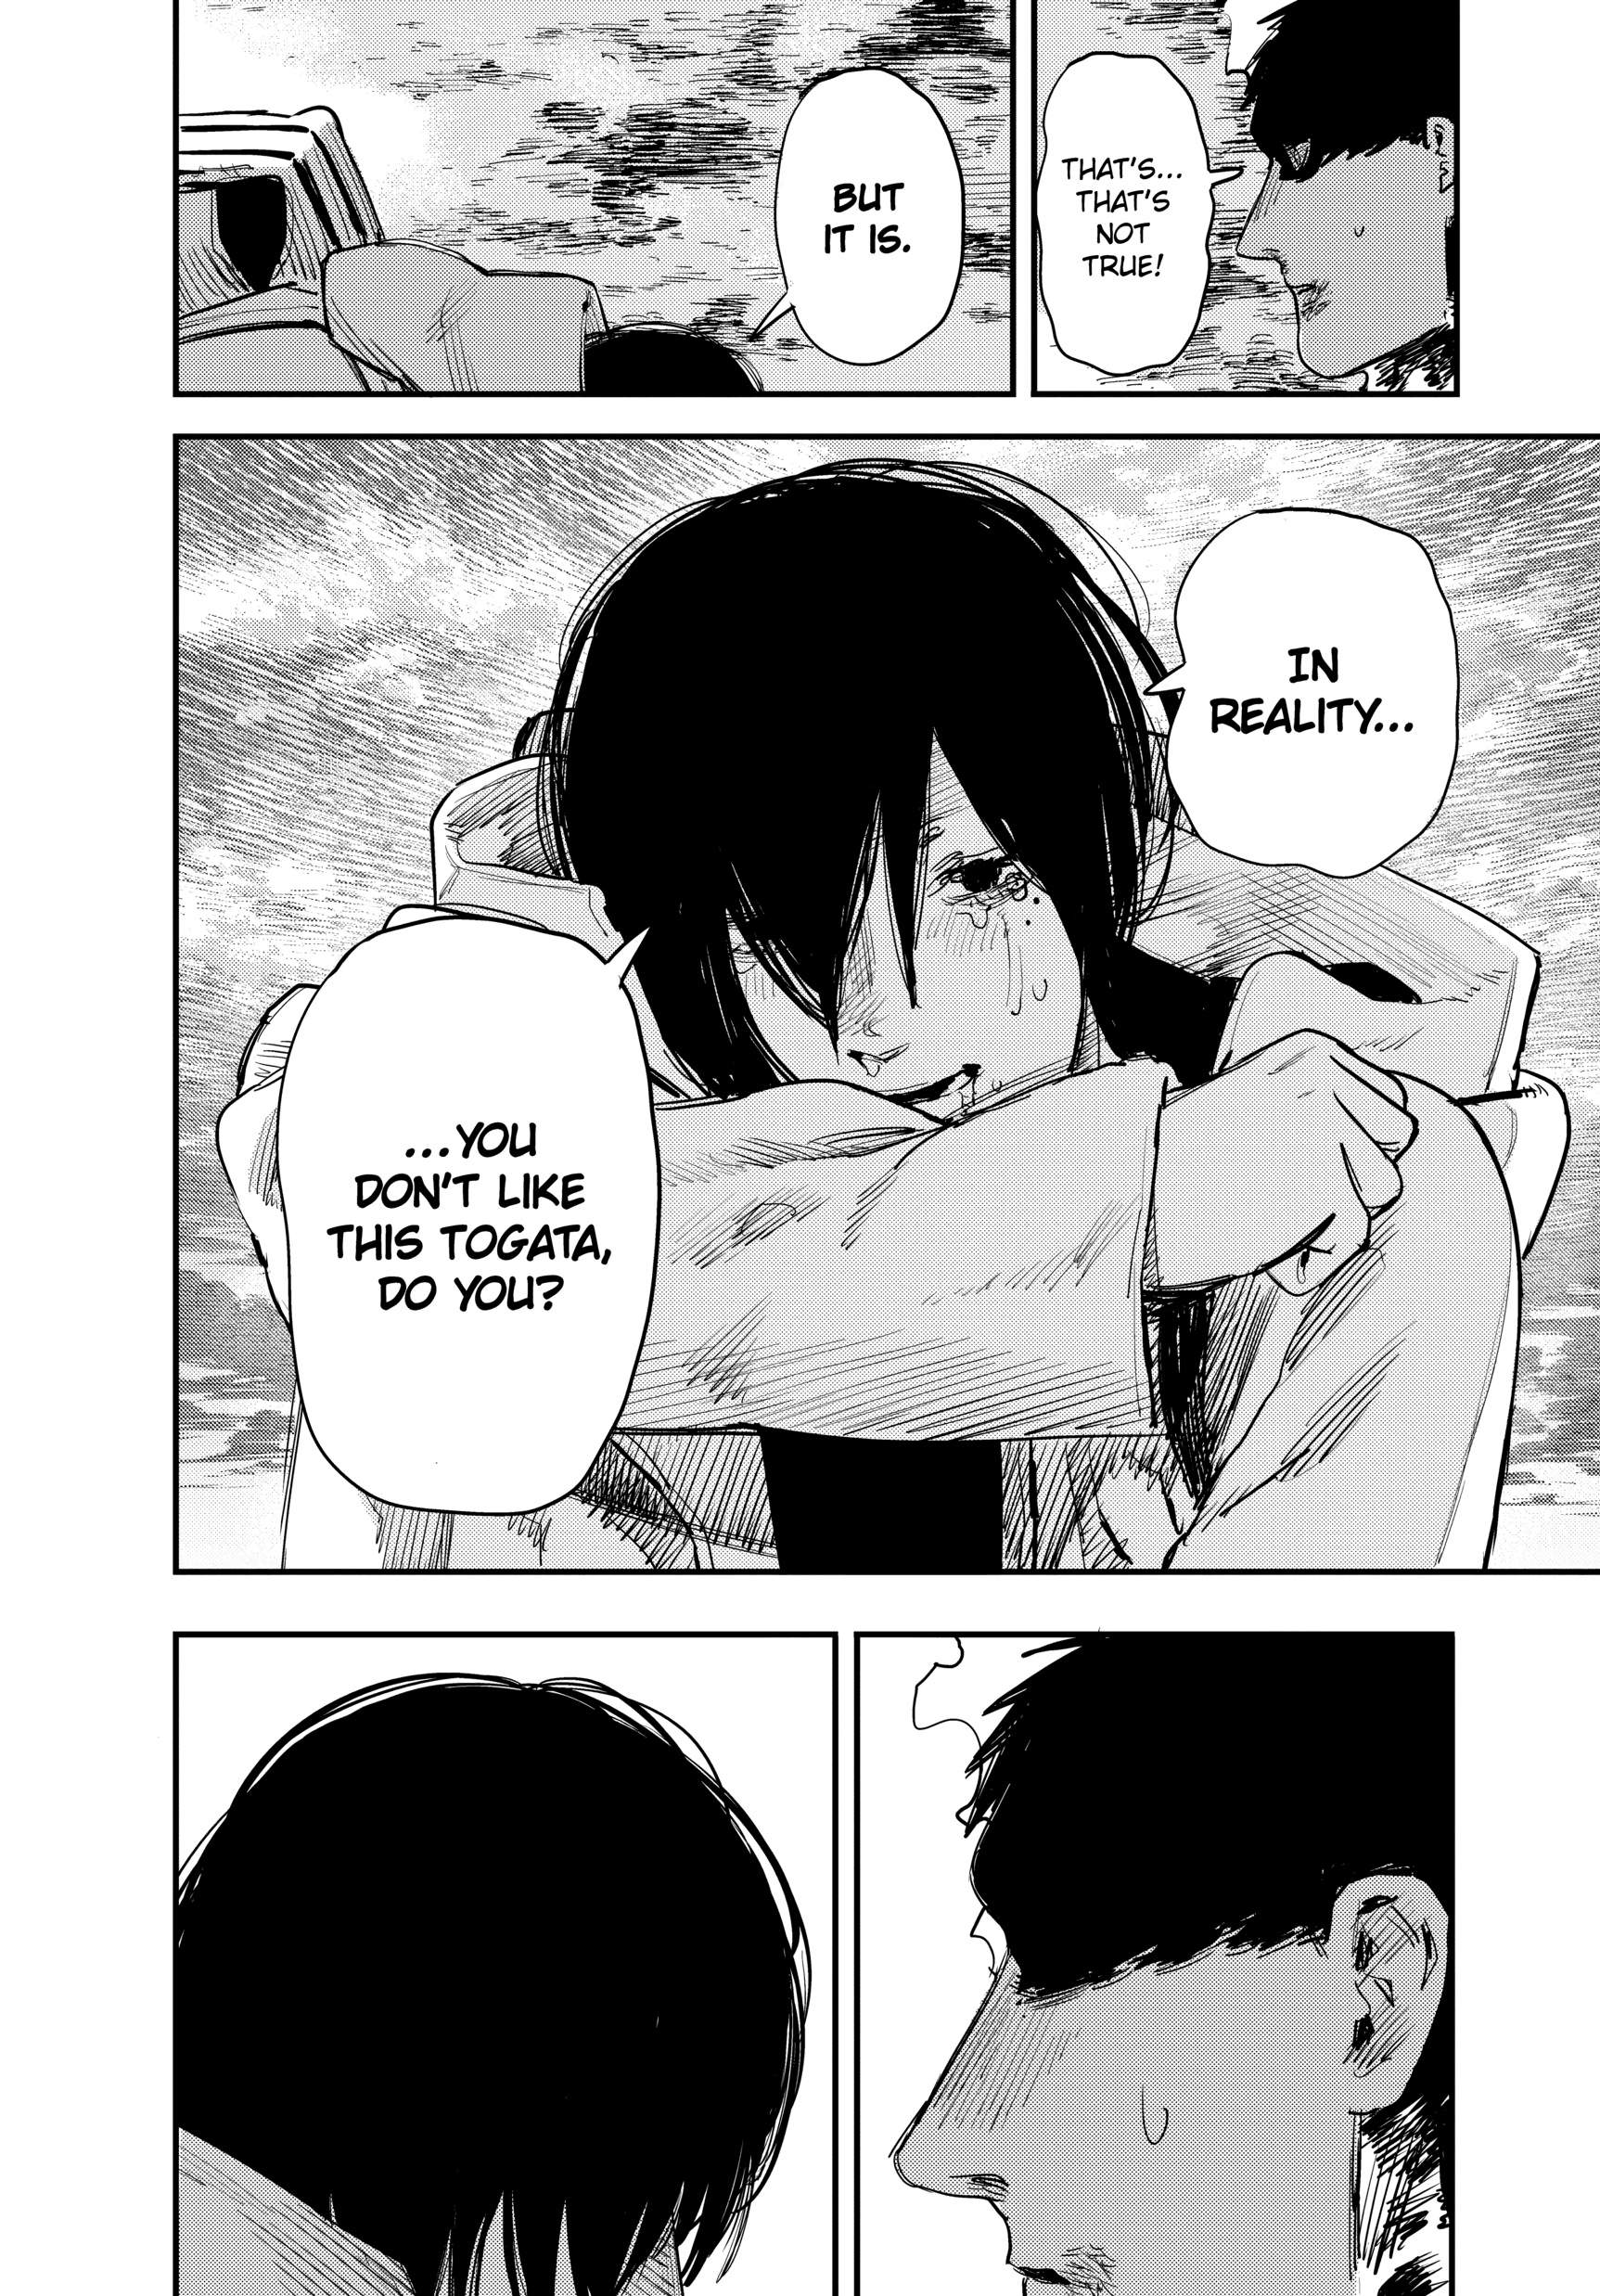 THAT'S...
THAT'S
NOT
TRUE!
BUT
IT IS.
IN
REALITY...
...YOU
DON'T LIKE
THIS TOGATA,
DO YOU?